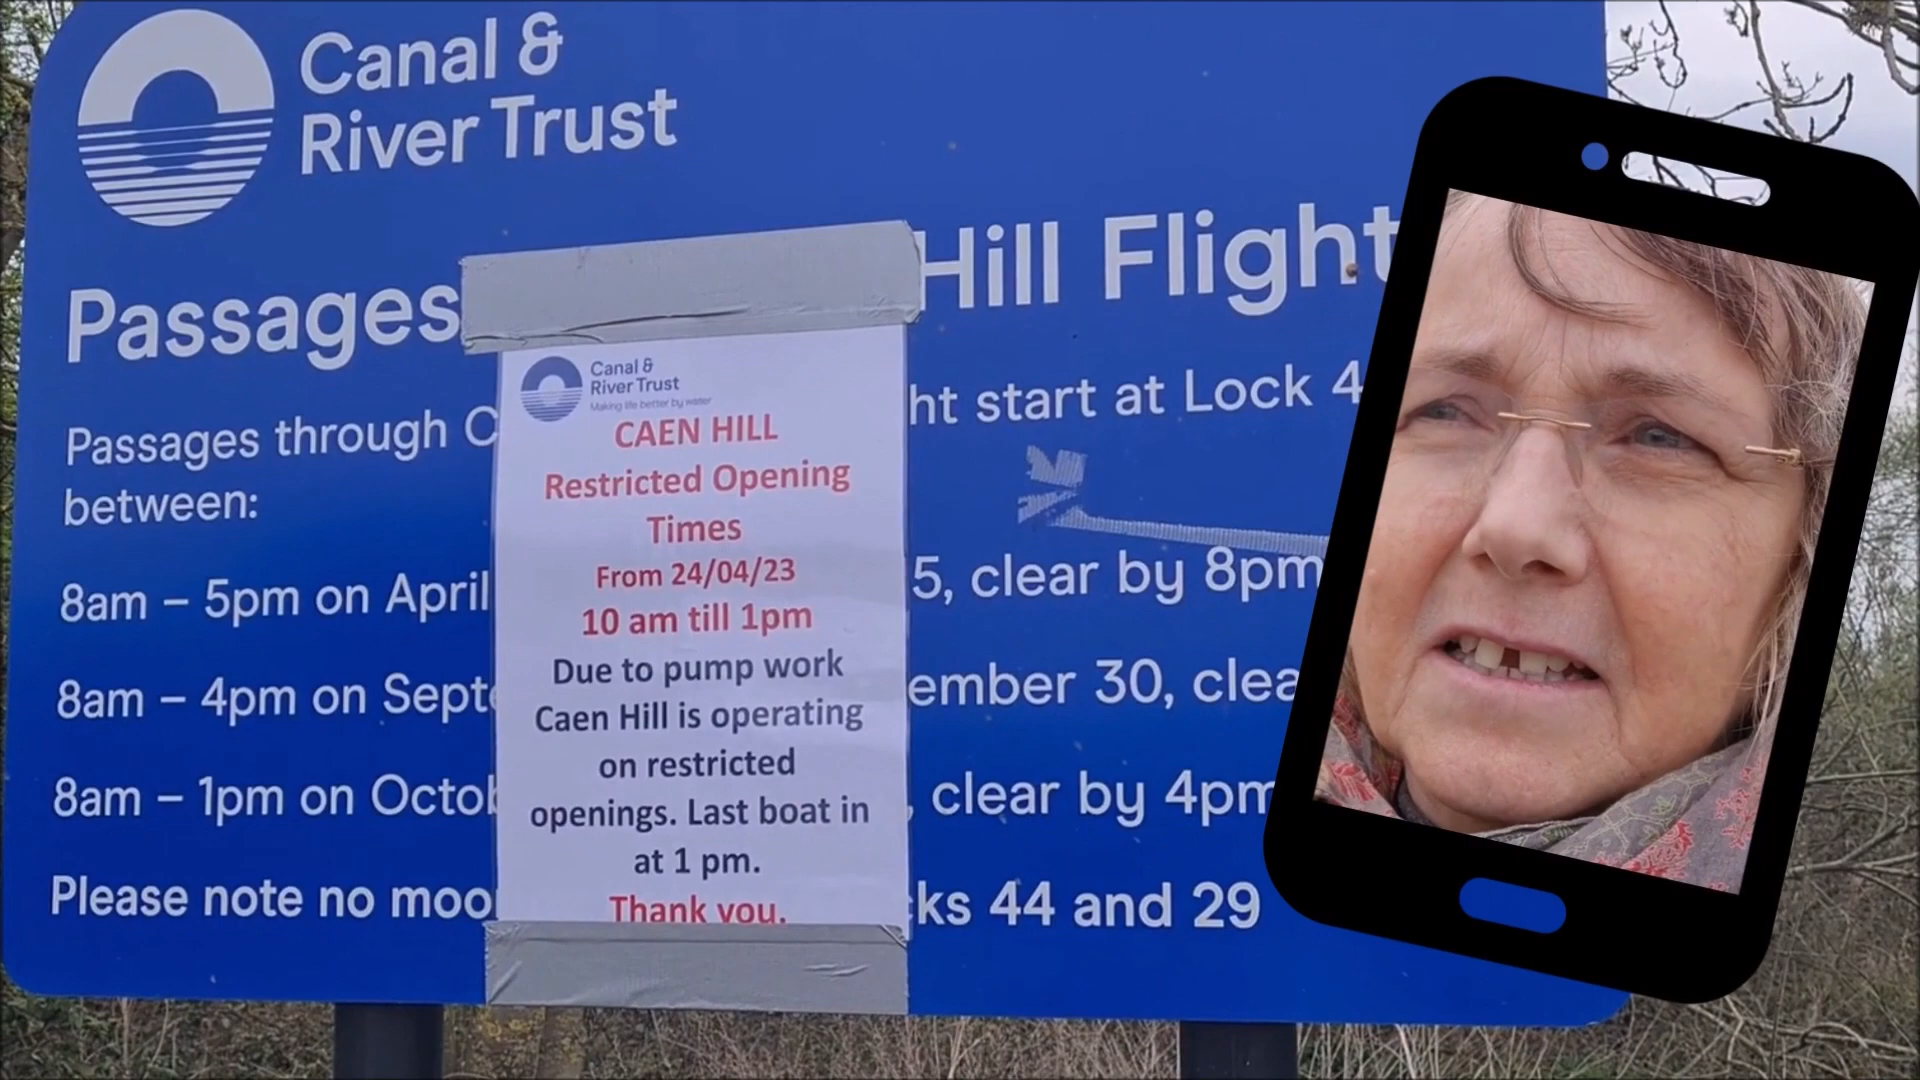 Canal &
River Trust
Passages Hill Flight
Passages through C ht start at Lock 4
between:
8am – 5pm on April 5, clear by 8pm
8am – 4pm on Septe ember 30, clea
8am – 1pm on Octob , clear by 4pm
Please note no moo cks 44 and 29
Canal &
River Trust
Making life better by water
CAEN HILL
Restricted Opening
Times
From 24/04/23
10 am till 1pm
Due to pump work
Caen Hill is operating
on restricted
openings. Last boat in
at 1 pm.
Thank you.